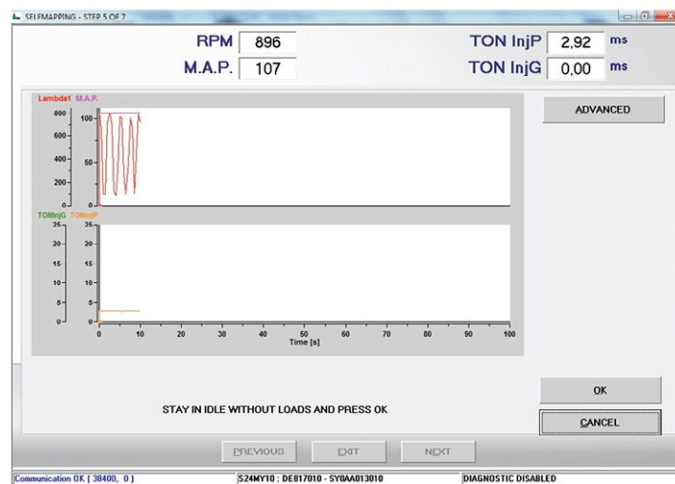 SELFMAPPING - STEP 5 OF 7
RPM 896 TON InjP 2,92 ms
M.A.P. 107 TON InjG 0,00 ms
Lambda1 M.A.P.
ADVANCED
800
600
400
200
0
100
50
0
TONInjG TONInjP
25
20
15
10
5
0
25
20
15
10
5
0
0 10 20 30 40 50 60 70 80 90 100
Time [s]
OK
STAY IN IDLE WITHOUT LOADS AND PRESS OK
CANCEL
PREVIOUS EXIT NEXT
Communication OK ( 38400, 0 ) S24MY10 : DE817010 - SY0AA013010 DIAGNOSTIC DISABLED